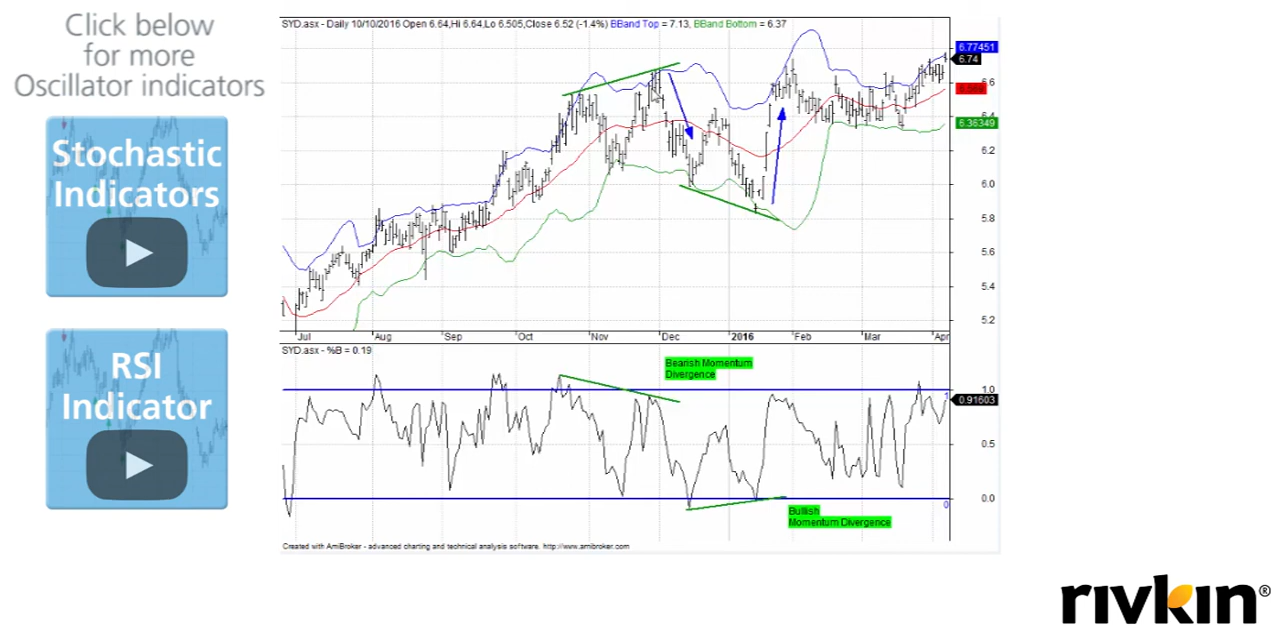 Click below
for more
Oscillator indicators
Stochastic
Indicators
RSI
Indicator
SYD.asx - Daily 10/10/2016 Open 6.64,Hi 6.64,Lo 6.505,Close 6.52 (-1.4%) BBand Top = 7.13, BBand Bottom = 6.37
6.77451
6.74
6.6
6.4
6.36349
6.2
6.0
5.8
5.6
5.4
5.2
Jul Aug Sep Oct Nov Dec 2016 Feb Mar Apr
SYD.asx - %B = 0.19
Bearish Momentum
Divergence
1.0
1
0.91603
0.5
0.0
0
Bullish
Momentum Divergence
Created with AmiBroker - advanced charting and technical analysis software. http://www.amibroker.com
rivkin®